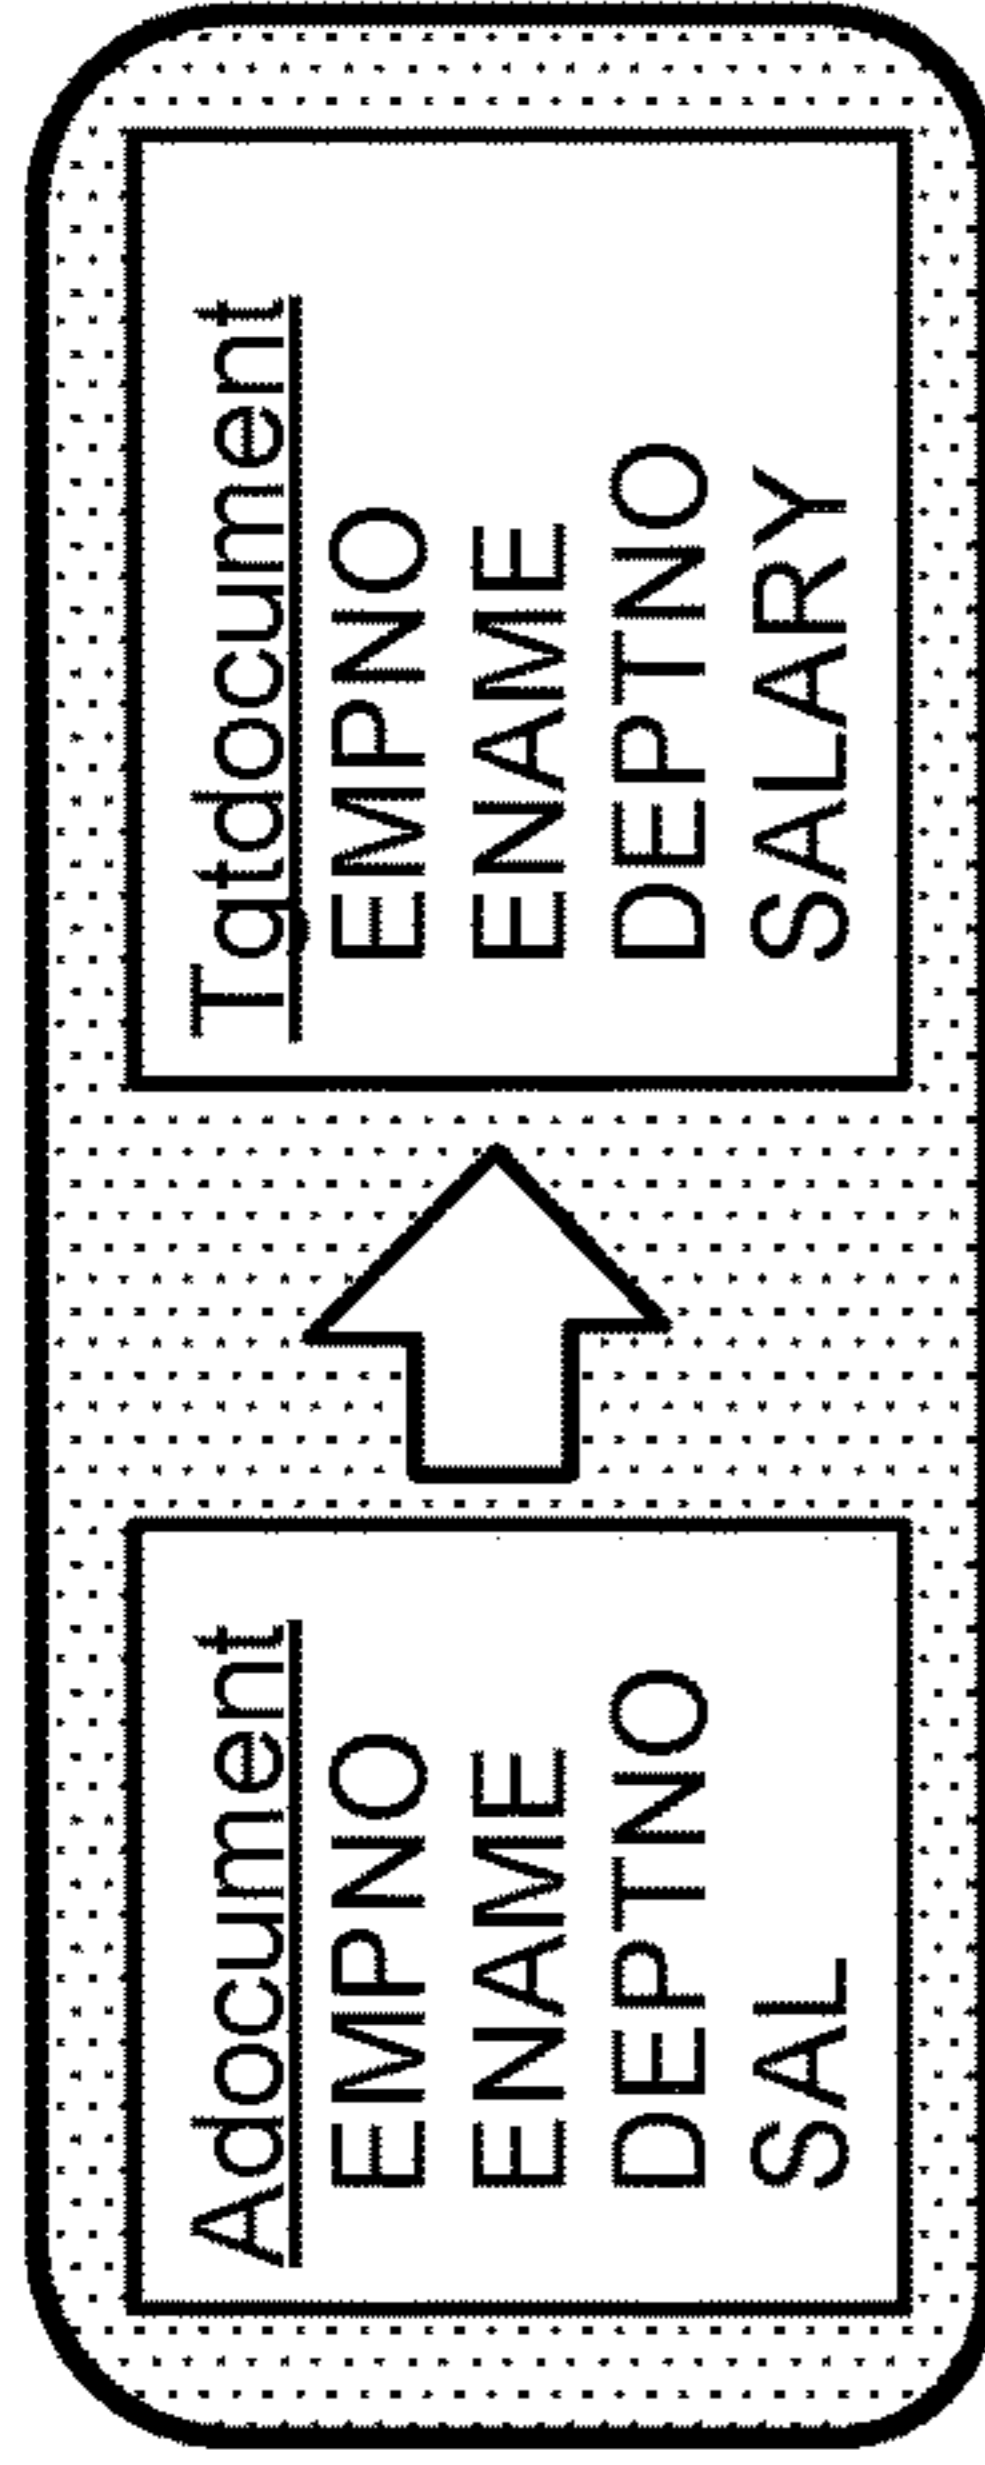 Adocument
EMPNO
ENAME
DEPTNO
SAL
Tgtdocument
EMPNO
ENAME
DEPTNO
SALARY